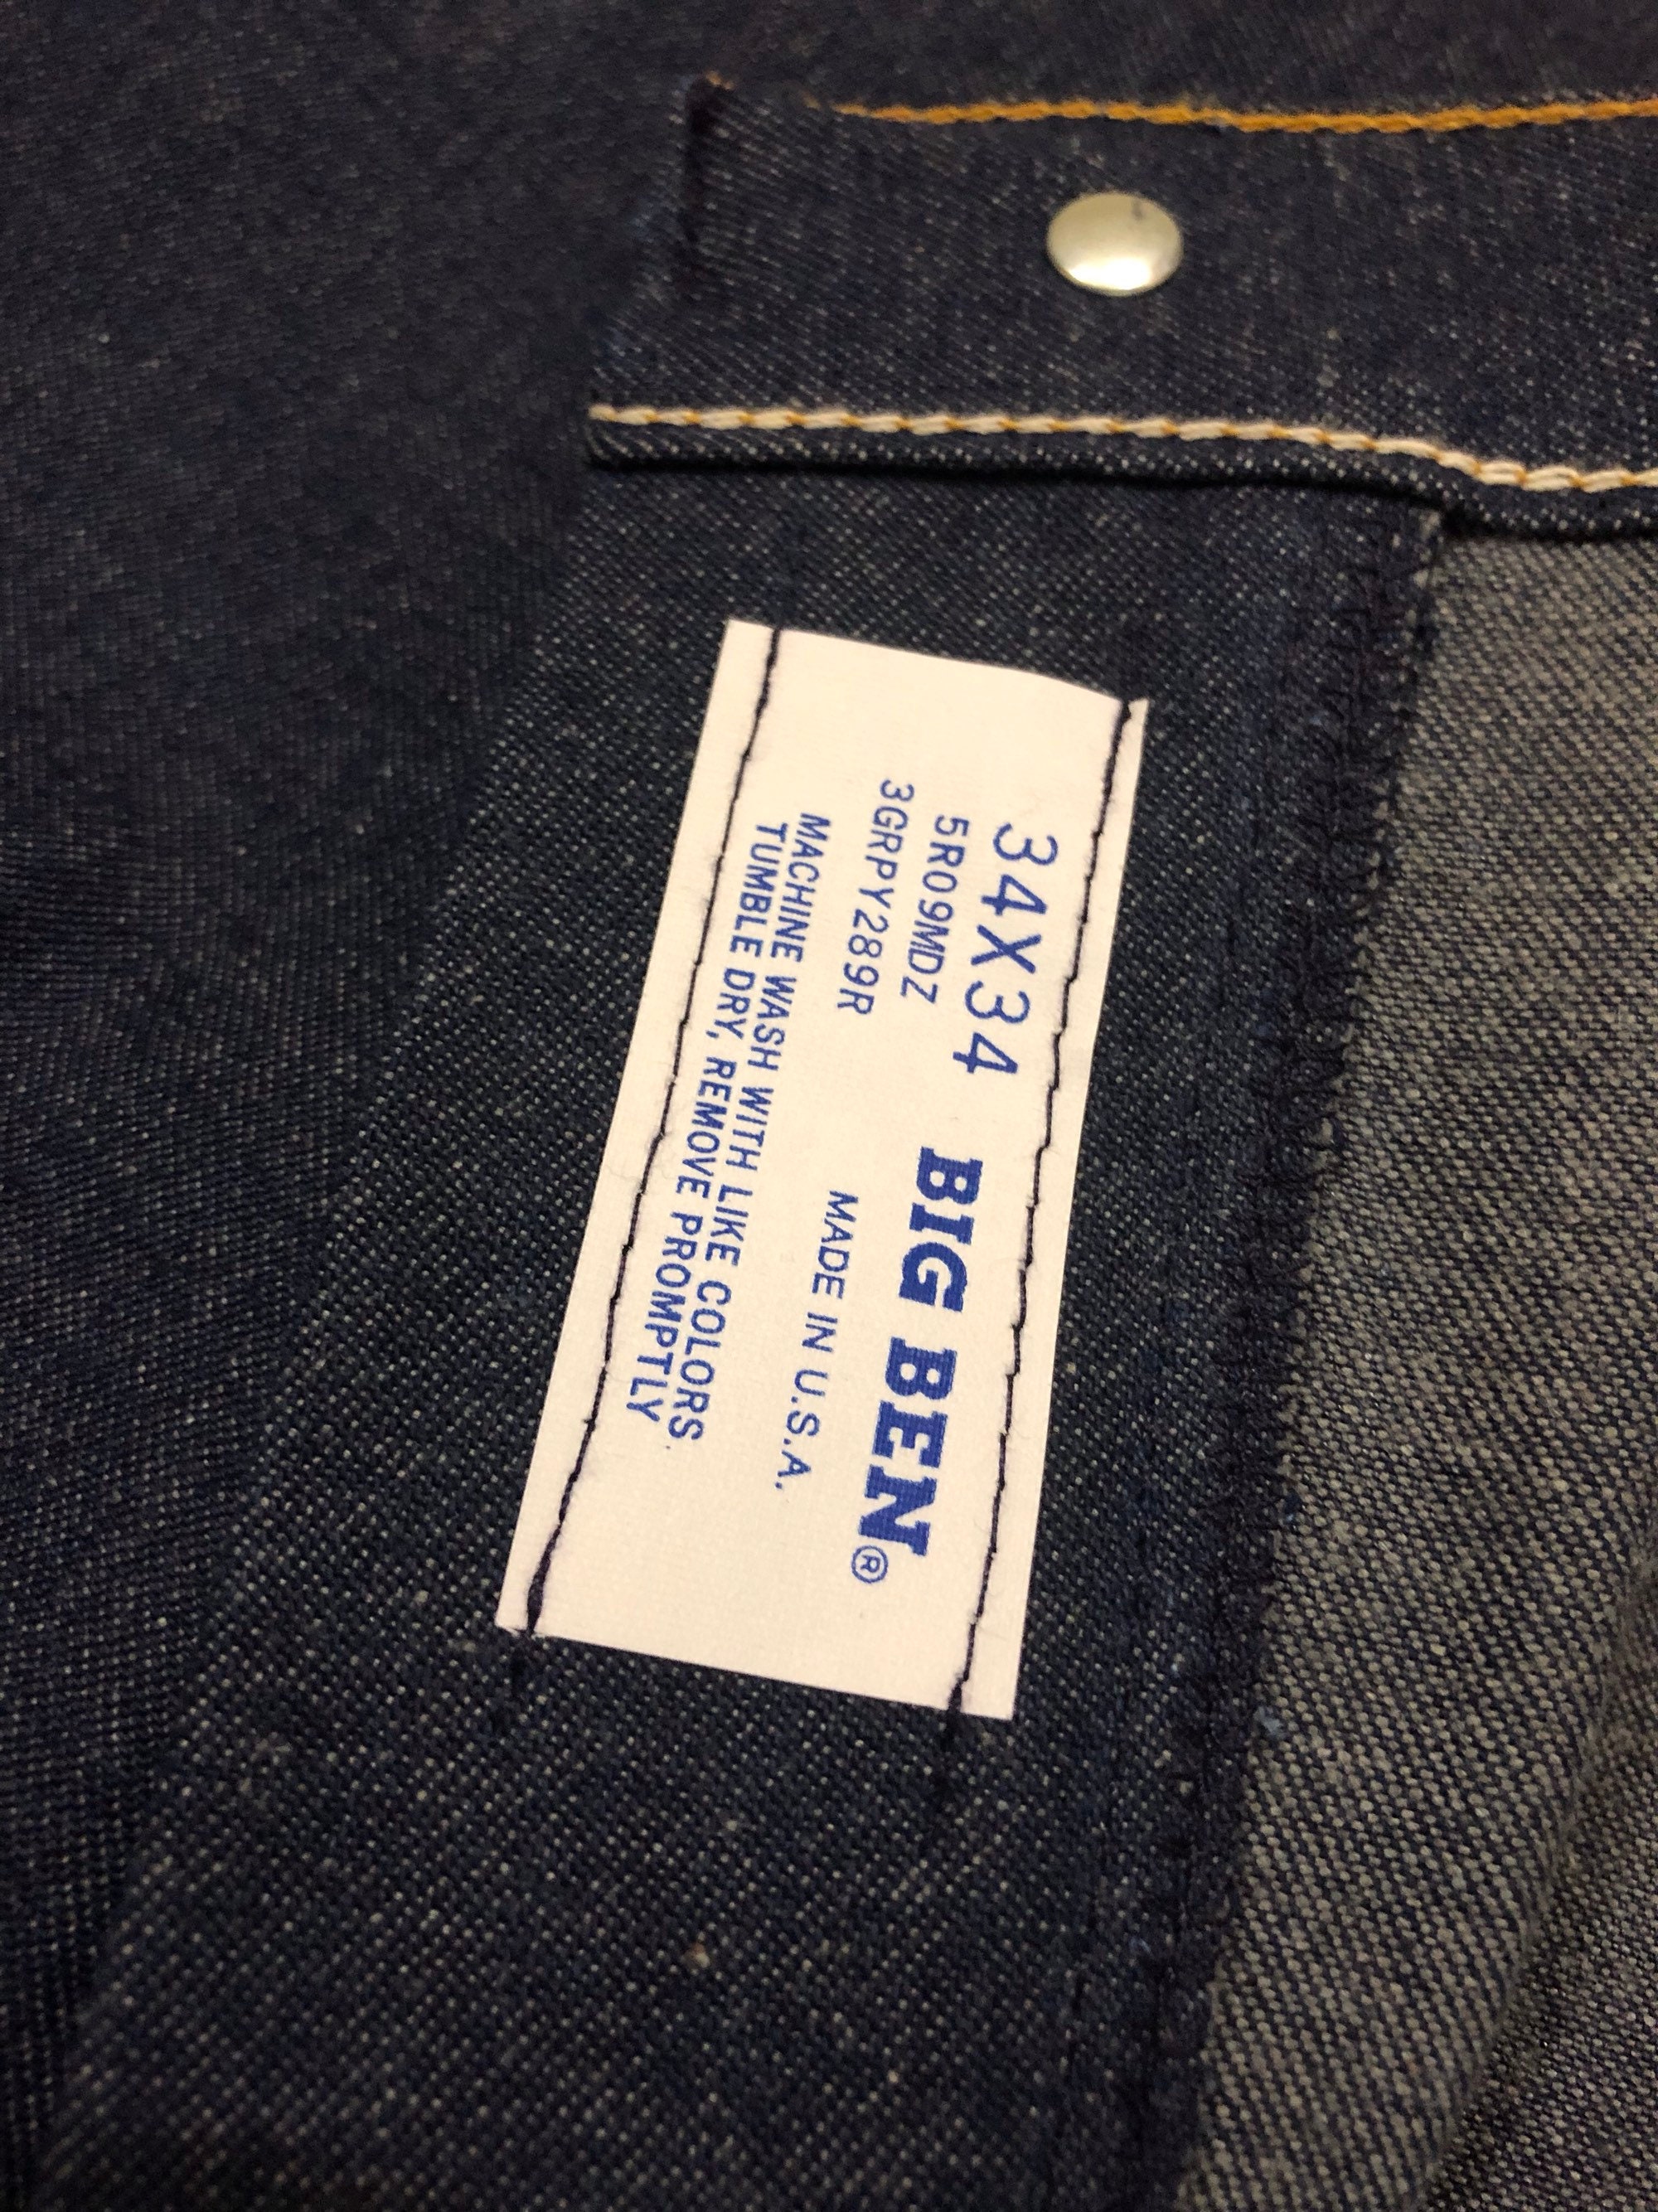 34X34
5R09MDZ
3GRPY289R
BIG BEN®
MADE IN U.S.A.
MACHINE WASH WITH LIKE COLORS
TUMBLE DRY, REMOVE PROMPTLY